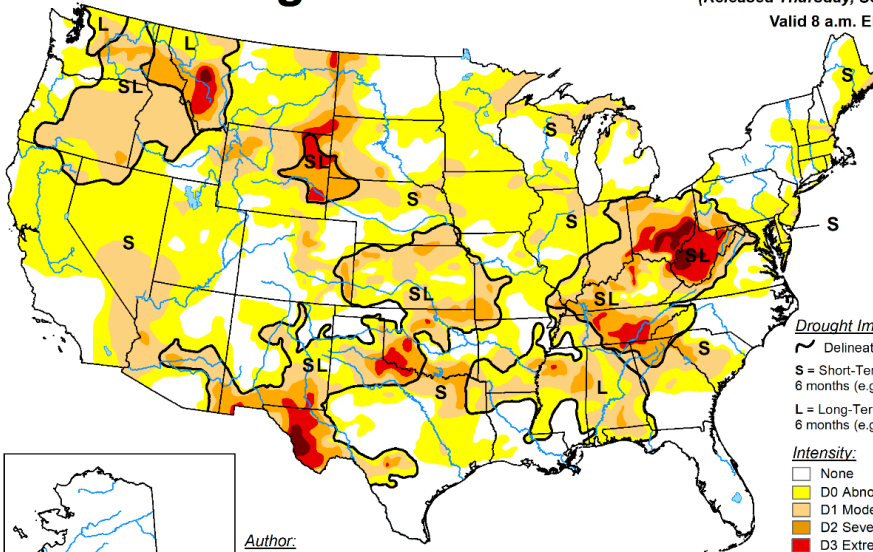 (Released Thursday, S
Valid 8 a.m. E
L
L
S
SL
S
SL
S
S
S
S
SL
SL
SL
SL
S
S
L
Drought Im
Delineat
S = Short-Ter
6 months (e.g
L = Long-Ter
6 months (e.g
Intensity:
None
D0 Abno
D1 Mode
D2 Seve
D3 Extre
Author: